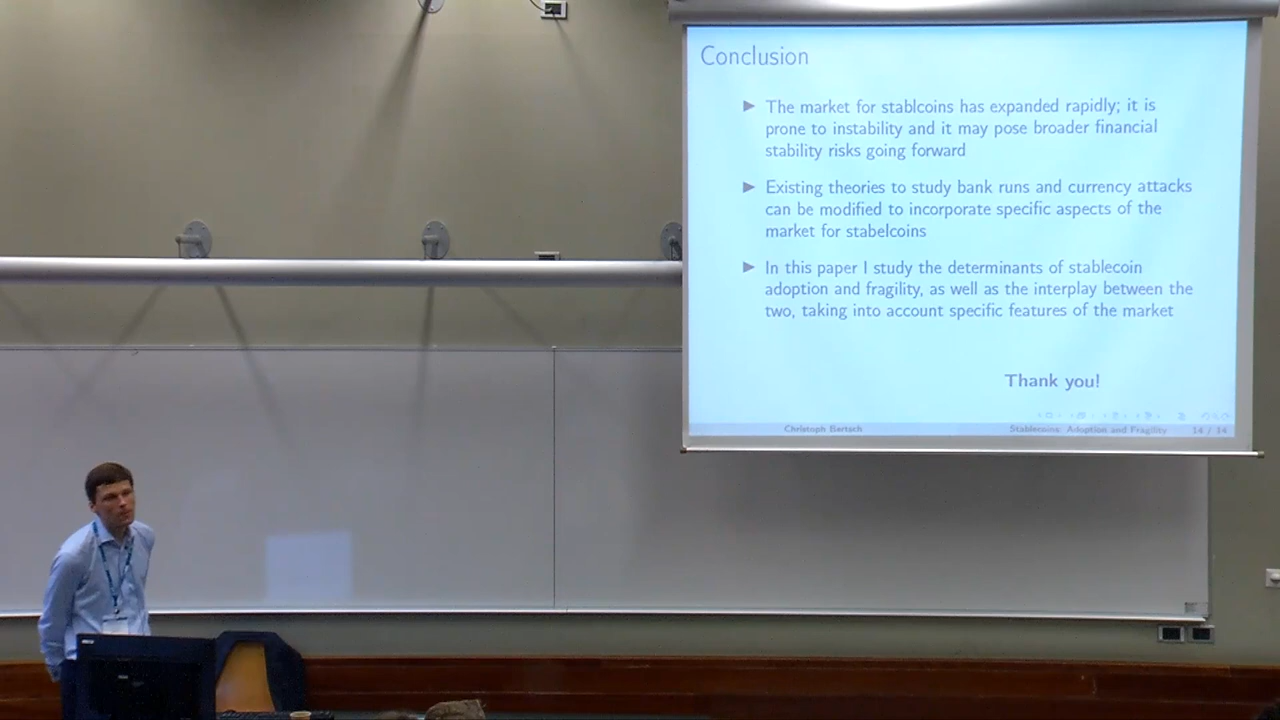 Conclusion
▶ The market for stablcoins has expanded rapidly; it is
prone to instability and it may pose broader financial
stability risks going forward
▶ Existing theories to study bank runs and currency attacks
can be modified to incorporate specific aspects of the
market for stabelcoins
▶ In this paper I study the determinants of stablecoin
adoption and fragility, as well as the interplay between the
two, taking into account specific features of the market
Thank you!
Christoph Bertsch
Stablecoins: Adoption and Fragility
14 / 14